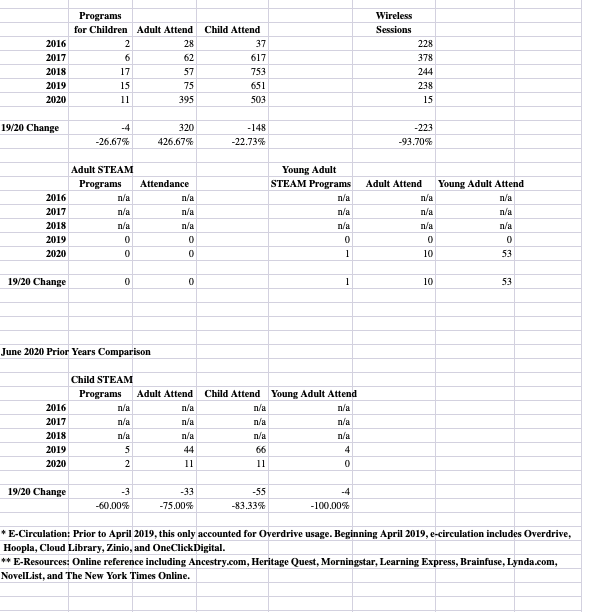 Programs Wireless
for Children Adult Attend Child Attend Sessions
2016 2 28 37 228
2017 6 62 617 378
2018 17 57 753 244
2019 15 75 651 238
2020 11 395 503 15
19/20 Change -4 320 -148 -223
-26.67% 426.67% -22.73% -93.70%
Adult STEAM Young Adult
Programs Attendance STEAM Programs Adult Attend Young Adult Attend
2016 n/a n/a n/a n/a n/a
2017 n/a n/a n/a n/a n/a
2018 n/a n/a n/a n/a n/a
2019 0 0 0 0 0
2020 0 0 1 10 53
19/20 Change 0 0 1 10 53
June 2020 Prior Years Comparison
Child STEAM
Programs Adult Attend Child Attend Young Adult Attend
2016 n/a n/a n/a n/a
2017 n/a n/a n/a n/a
2018 n/a n/a n/a n/a
2019 5 44 66 4
2020 2 11 11 0
19/20 Change -3 -33 -55 -4
-60.00% -75.00% -83.33% -100.00%
* E-Circulation: Prior to April 2019, this only accounted for Overdrive usage. Beginning April 2019, e-circulation includes Overdrive,
Hoopla, Cloud Library, Zinio, and OneClickDigital.
** E-Resources: Online reference including Ancestry.com, Heritage Quest, Morningstar, Learning Express, Brainfuse, Lynda.com,
NovelList, and The New York Times Online.